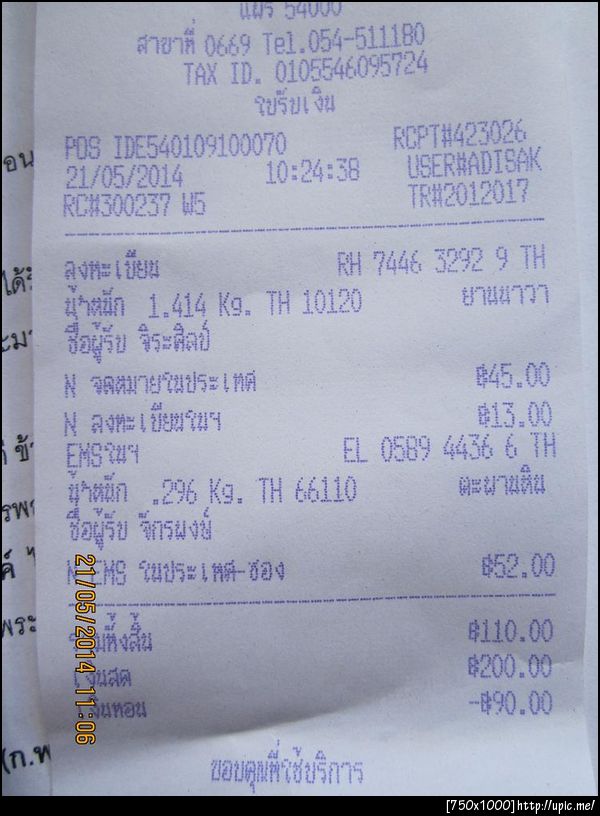 แพร่ 54000
สาขาที่ 0669 Tel.054-511180
TAX ID. 0105546095724
ใบรับเงิน
POS IDE540109100070 RCPT#423026
21/05/2014 10:24:38 USER#ADISAK
RC#300237 W5 TR#2012017
ลงทะเบียน RH 7446 3292 9 TH
น้ำหนัก 1.414 Kg. TH 10120 ยานนาวา
ชื่อผู้รับ จิระศิลป์
N จดหมายในประเทศ ฿45.00
N ลงทะเบียนในฯ ฿13.00
EMSในฯ EL 0589 4436 6 TH
น้ำหนัก .296 Kg. TH 66110 ตะพานหิน
ชื่อผู้รับ จักรพงษ์
N EMS ในประเทศ-ซอง ฿52.00
รวมทั้งสิ้น ฿110.00
เงินสด ฿200.00
เงินทอน -฿90.00
ขอบคุณที่ใช้บริการ
21/05/2014 11:06
[750x1000]http://upic.me/